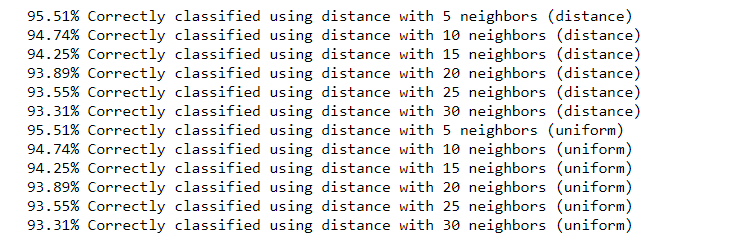 95.51% Correctly classified using distance with 5 neighbors (distance)
94.74% Correctly classified using distance with 10 neighbors (distance)
94.25% Correctly classified using distance with 15 neighbors (distance)
93.89% Correctly classified using distance with 20 neighbors (distance)
93.55% Correctly classified using distance with 25 neighbors (distance)
93.31% Correctly classified using distance with 30 neighbors (distance)
95.51% Correctly classified using distance with 5 neighbors (uniform)
94.74% Correctly classified using distance with 10 neighbors (uniform)
94.25% Correctly classified using distance with 15 neighbors (uniform)
93.89% Correctly classified using distance with 20 neighbors (uniform)
93.55% Correctly classified using distance with 25 neighbors (uniform)
93.31% Correctly classified using distance with 30 neighbors (uniform)